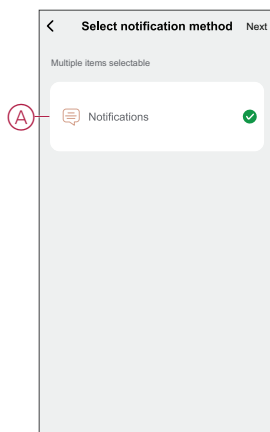 Select notification method Next
Multiple items selectable
A Notifications